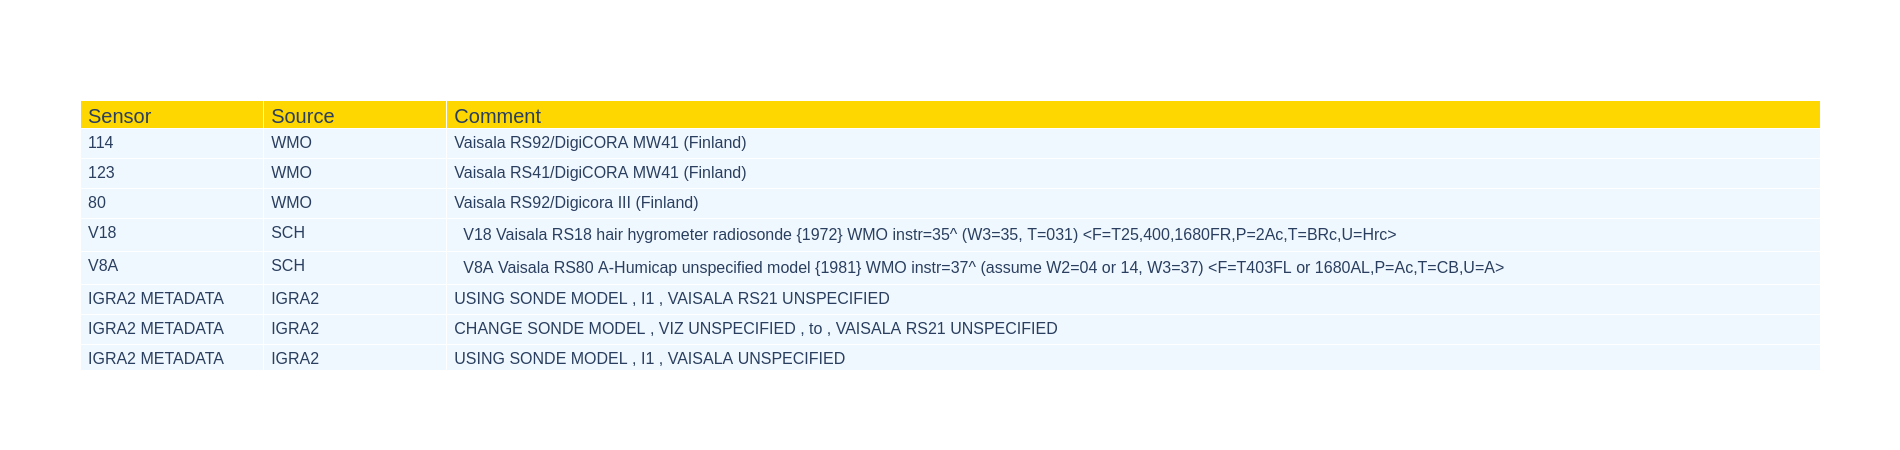 Sensor Source Comment
114 WMO Vaisala RS92/DigiCORA MW41 (Finland)
123 WMO Vaisala RS41/DigiCORA MW41 (Finland)
80 WMO Vaisala RS92/Digicora III (Finland)
V18 SCH V18 Vaisala RS18 hair hygrometer radiosonde {1972} WMO instr=35^ (W3=35, T=031) <F=T25,400,1680FR,P=2Ac,T=BRc,U=Hrc>
V8A SCH V8A Vaisala RS80 A-Humicap unspecified model {1981} WMO instr=37^ (assume W2=04 or 14, W3=37) <F=T403FL or 1680AL,P=Ac,T=CB,U=A>
IGRA2 METADATA IGRA2 USING SONDE MODEL , I1 , VAISALA RS21 UNSPECIFIED
IGRA2 METADATA IGRA2 CHANGE SONDE MODEL , VIZ UNSPECIFIED , to , VAISALA RS21 UNSPECIFIED
IGRA2 METADATA IGRA2 USING SONDE MODEL , I1 , VAISALA UNSPECIFIED